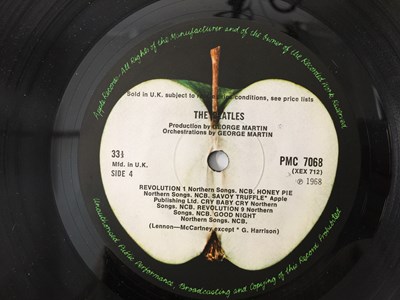 Apple Records. All Rights of the Manufacturer and of the Owner of the Recorded Work Reserved
Sold in U.K. subject to resale price conditions, see price lists
THE BEATLES
Production by GEORGE MARTIN
Orchestrations by GEORGE MARTIN
33⅓
Mfd. in U.K.
SIDE 4
PMC 7068
(XEX 712)
℗ 1968
REVOLUTION 1 Northern Songs. NCB. HONEY PIE
Northern Songs. NCB. SAVOY TRUFFLE* Apple
Publishing Ltd. CRY BABY CRY Northern
Songs. NCB. REVOLUTION 9 Northern
Songs. NCB. GOOD NIGHT
Northern Songs. NCB.
(Lennon—McCartney except * G. Harrison)
Unauthorised Public Performance, Broadcasting and Copying of this Record Prohibited